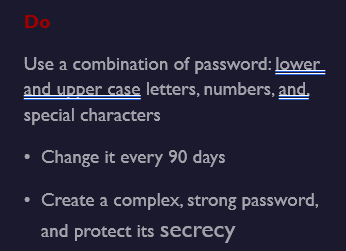 Do
Use a combination of password: lower
and upper case letters, numbers, and
special characters
• Change it every 90 days
• Create a complex, strong password,
and protect its secrecy